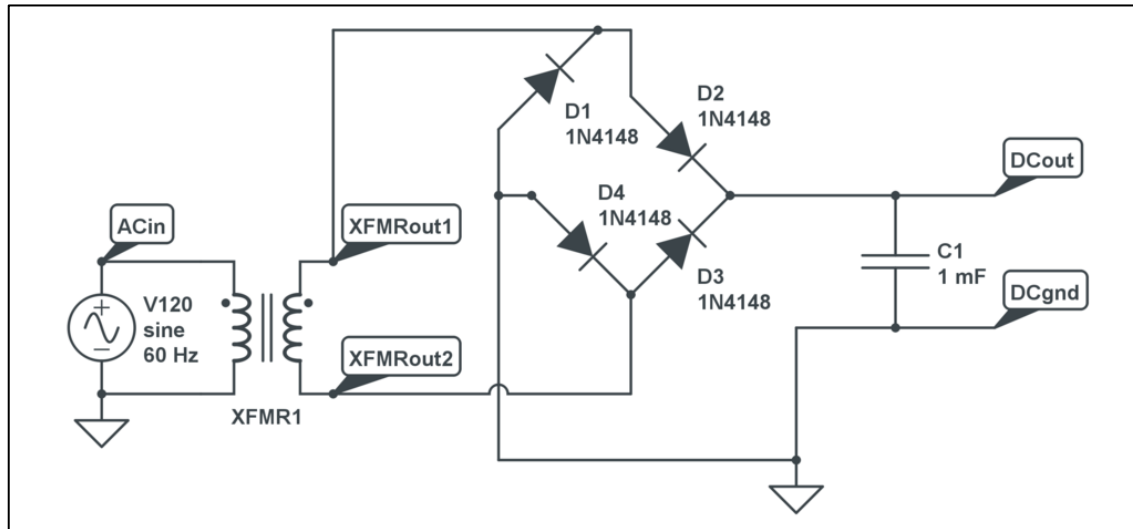 D1
1N4148
D2
1N4148
DCout
D4
1N4148
ACin
XFMRout1
C1
1 mF
D3
1N4148
DCgnd
V120
sine
60 Hz
XFMRout2
XFMR1